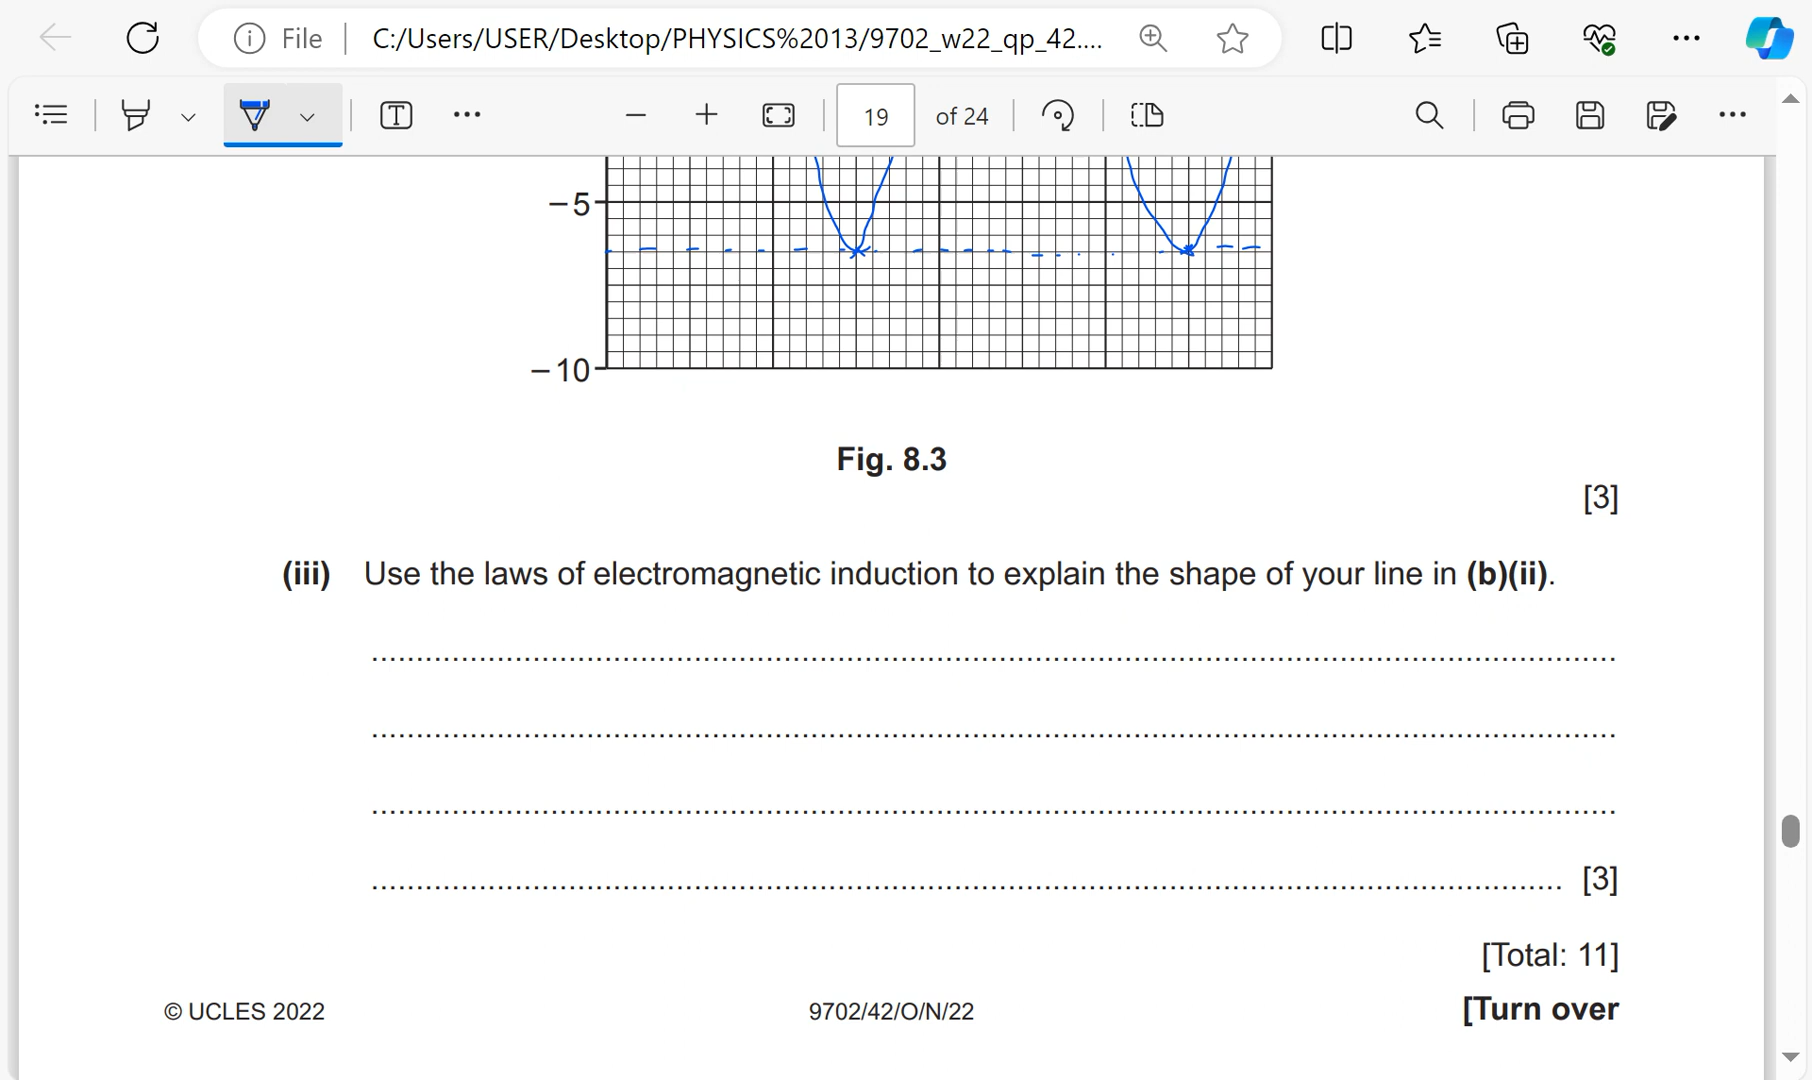 File
C:/Users/USER/Desktop/PHYSICS%2013/9702_w22_qp_42....
19 of 24
−5
−10
Fig. 8.3
[3]
(iii) Use the laws of electromagnetic induction to explain the shape of your line in (b)(ii).
[3]
[Total: 11]
© UCLES 2022
9702/42/O/N/22
[Turn over